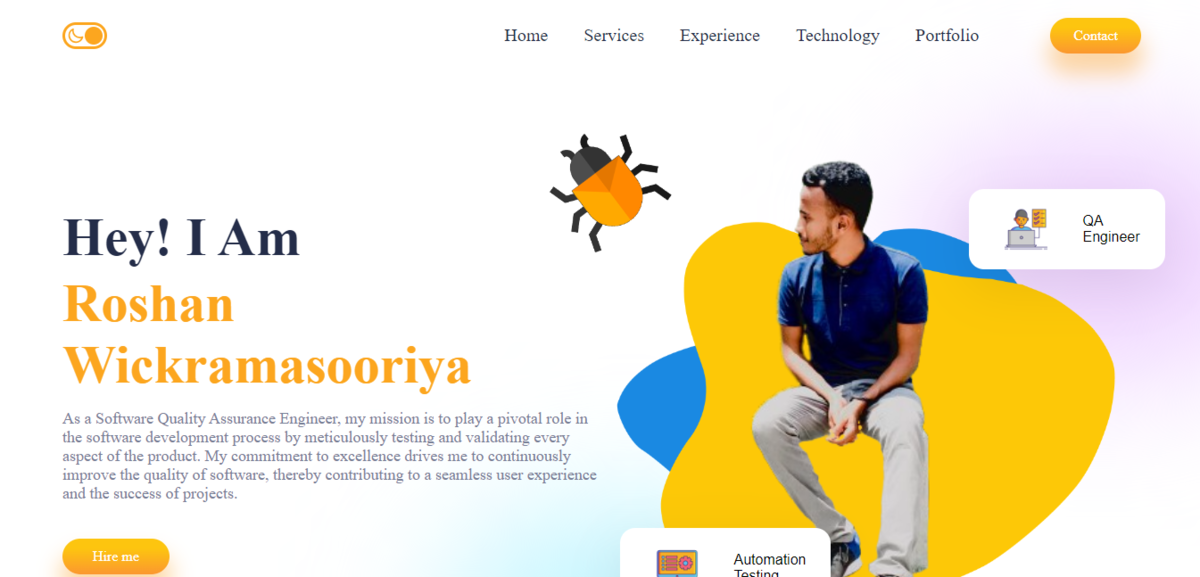 Home Services Experience Technology Portfolio Contact
QA
Engineer
Hey! I Am
Roshan
Wickramasooriya
As a Software Quality Assurance Engineer, my mission is to play a pivotal role in
the software development process by meticulously testing and validating every
aspect of the product. My commitment to excellence drives me to continuously
improve the quality of software, thereby contributing to a seamless user experience
and the success of projects.
Hire me
Automation
Testing